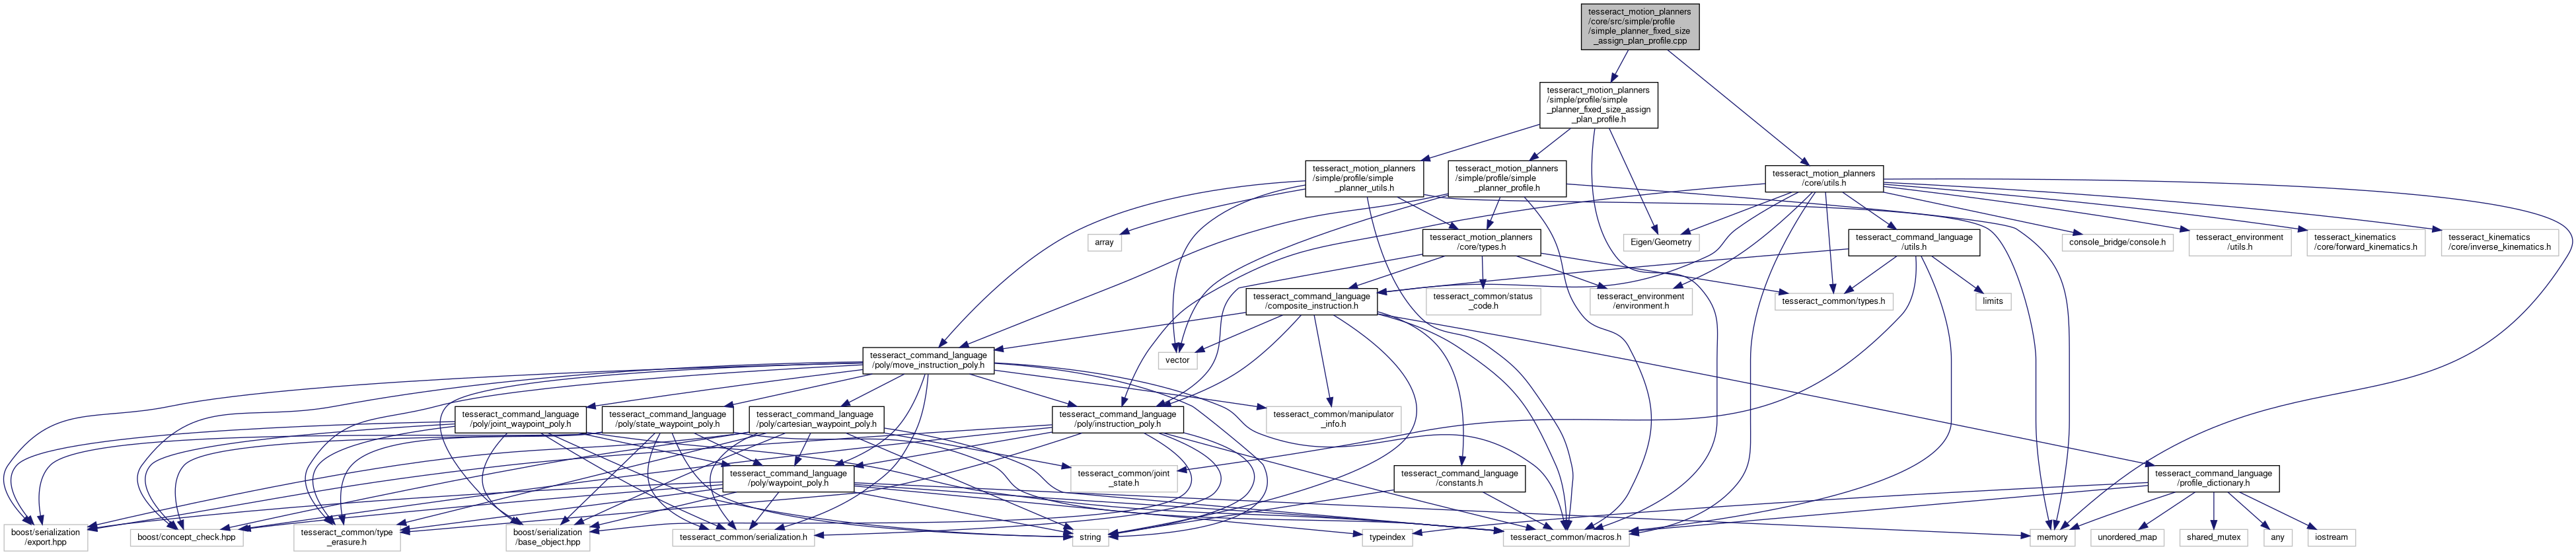 tesseract_motion_planners
/core/src/simple/profile
/simple_planner_fixed_size
_assign_plan_profile.cpp
tesseract_motion_planners
/simple/profile/simple
_planner_fixed_size_assign
_plan_profile.h
tesseract_motion_planners
/simple/profile/simple
_planner_utils.h
tesseract_motion_planners
/simple/profile/simple
_planner_profile.h
tesseract_motion_planners
/core/utils.h
array
tesseract_motion_planners
/core/types.h
Eigen/Geometry
tesseract_command_language
/utils.h
console_bridge/console.h
tesseract_environment
/utils.h
tesseract_kinematics
/core/forward_kinematics.h
tesseract_kinematics
/core/inverse_kinematics.h
tesseract_command_language
/composite_instruction.h
tesseract_common/status
_code.h
tesseract_environment
/environment.h
tesseract_common/types.h
limits
tesseract_command_language
/poly/move_instruction_poly.h
vector
tesseract_command_language
/poly/joint_waypoint_poly.h
tesseract_command_language
/poly/state_waypoint_poly.h
tesseract_command_language
/poly/cartesian_waypoint_poly.h
tesseract_command_language
/poly/instruction_poly.h
tesseract_common/manipulator
_info.h
tesseract_command_language
/poly/waypoint_poly.h
tesseract_common/joint
_state.h
tesseract_command_language
/constants.h
tesseract_command_language
/profile_dictionary.h
boost/serialization
/export.hpp
boost/concept_check.hpp
tesseract_common/type
_erasure.h
boost/serialization
/base_object.hpp
tesseract_common/serialization.h
string
typeindex
tesseract_common/macros.h
memory
unordered_map
shared_mutex
any
iostream